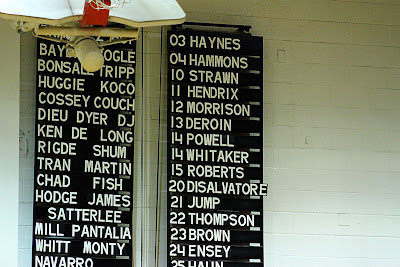 BONSALL TRIPP
HUGGIE KOCO
COSSEY COUCH
DIEU DYER DJ
KEN DE LONG
RIGDE SHUM
TRAN MARTIN
CHAD FISH
HODGE JAMES
SATTERLEE
MILL PANTALIA
WHITT MONTY
NAVARRO
03 HAYNES
04 HAMMONS
10 STRAWN
11 HENDRIX
12 MORRISON
13 DEROIN
14 POWELL
14 WHITAKER
15 ROBERTS
20 DISALVATORE
21 JUMP
22 THOMPSON
23 BROWN
24 ENSEY
25 HAUN